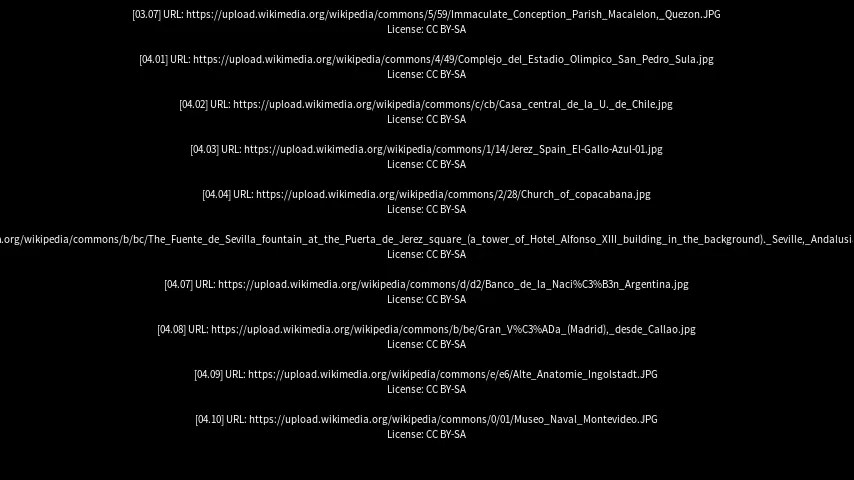 [03.07] URL: https://upload.wikimedia.org/wikipedia/commons/5/59/Immaculate_Conception_Parish_Macalelon,_Quezon.JPG
License: CC BY-SA
[04.01] URL: https://upload.wikimedia.org/wikipedia/commons/4/49/Complejo_del_Estadio_Olimpico_San_Pedro_Sula.jpg
License: CC BY-SA
[04.02] URL: https://upload.wikimedia.org/wikipedia/commons/c/cb/Casa_central_de_la_U._de_Chile.jpg
License: CC BY-SA
[04.03] URL: https://upload.wikimedia.org/wikipedia/commons/1/14/Jerez_Spain_El-Gallo-Azul-01.jpg
License: CC BY-SA
[04.04] URL: https://upload.wikimedia.org/wikipedia/commons/2/28/Church_of_copacabana.jpg
License: CC BY-SA
.org/wikipedia/commons/b/bc/The_Fuente_de_Sevilla_fountain_at_the_Puerta_de_Jerez_square_(a_tower_of_Hotel_Alfonso_XIII_building_in_the_background)._Seville,_Andalusi
License: CC BY-SA
[04.07] URL: https://upload.wikimedia.org/wikipedia/commons/d/d2/Banco_de_la_Naci%C3%B3n_Argentina.jpg
License: CC BY-SA
[04.08] URL: https://upload.wikimedia.org/wikipedia/commons/b/be/Gran_V%C3%ADa_(Madrid),_desde_Callao.jpg
License: CC BY-SA
[04.09] URL: https://upload.wikimedia.org/wikipedia/commons/e/e6/Alte_Anatomie_Ingolstadt.JPG
License: CC BY-SA
[04.10] URL: https://upload.wikimedia.org/wikipedia/commons/0/01/Museo_Naval_Montevideo.JPG
License: CC BY-SA